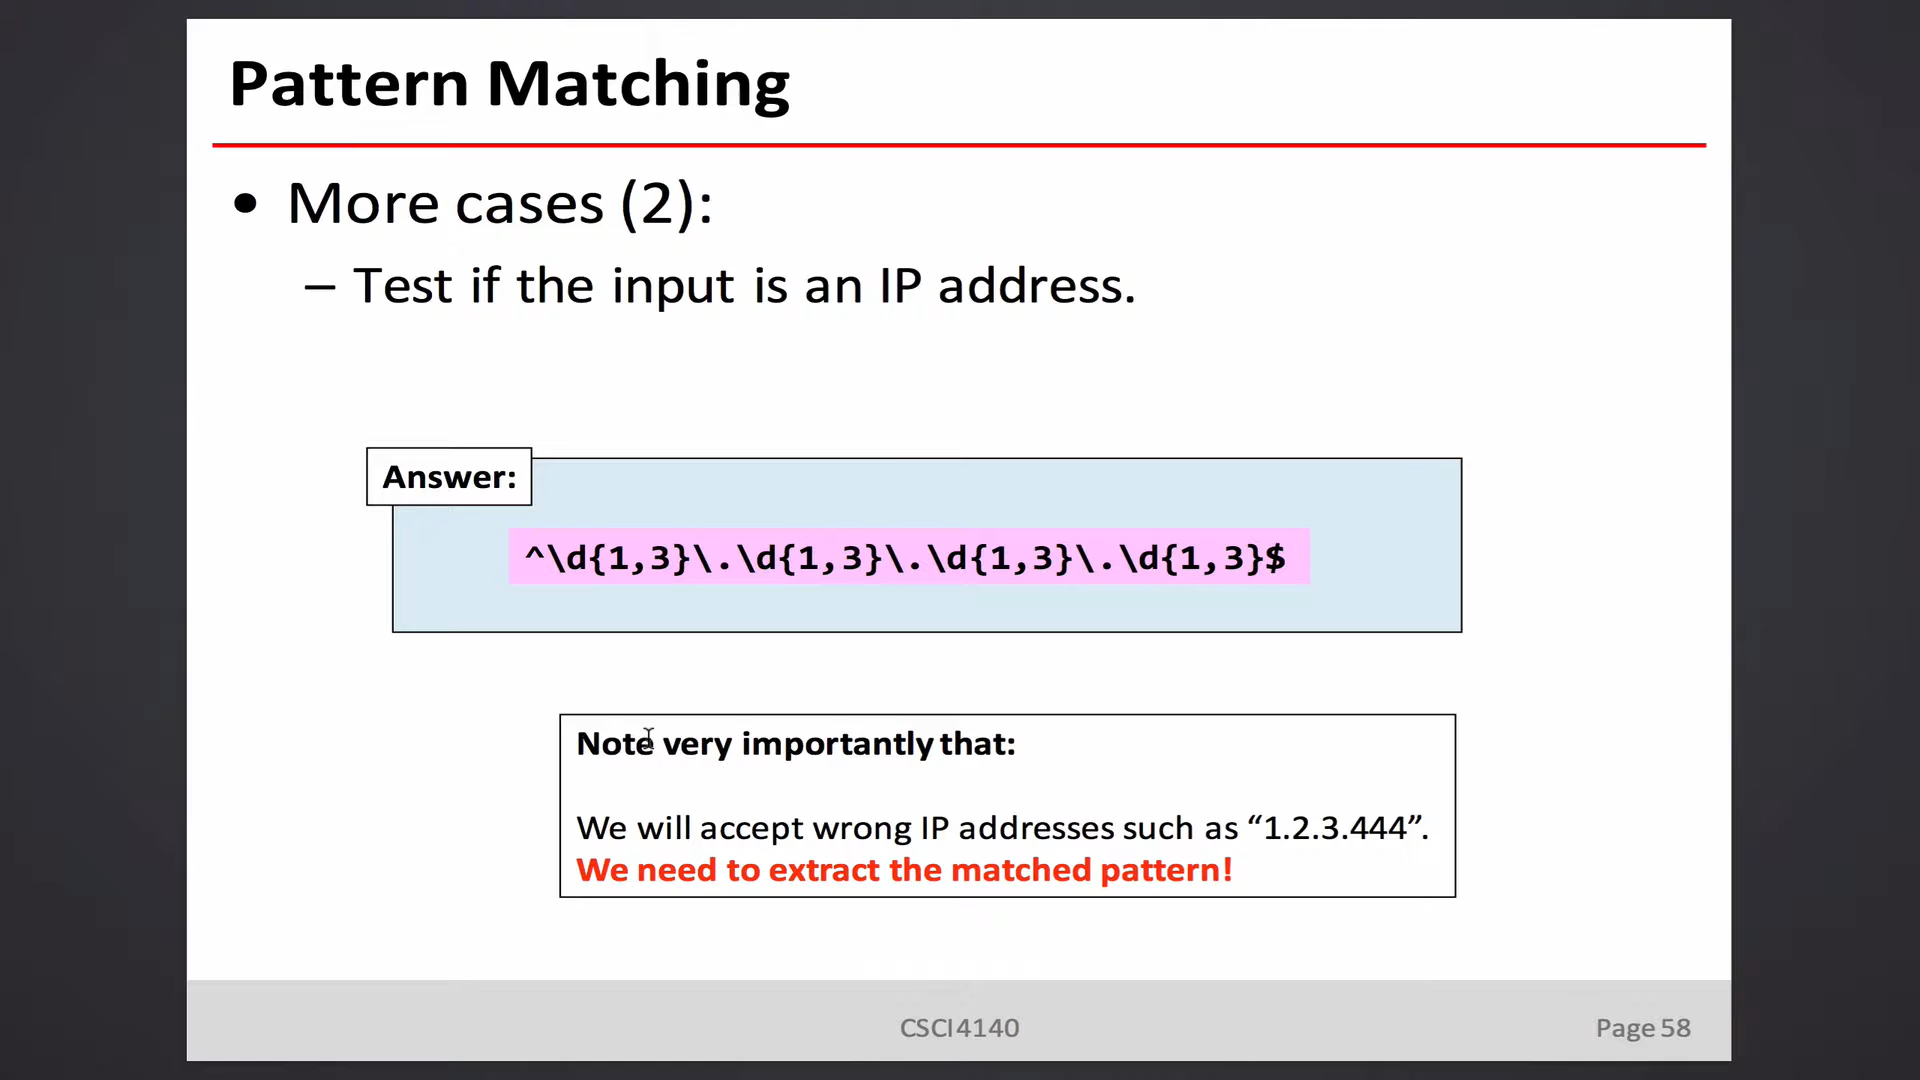 Pattern Matching
• More cases (2):
– Test if the input is an IP address.
Answer:
^\d{1,3}\.\d{1,3}\.\d{1,3}\.\d{1,3}$
Note very importantly that:
We will accept wrong IP addresses such as “1.2.3.444”.
We need to extract the matched pattern!
CSCI4140
Page 58